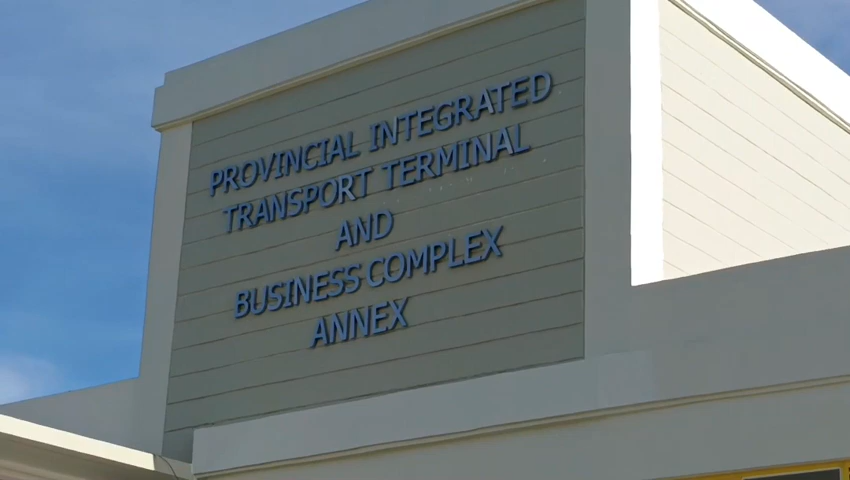 PROVINCIAL INTEGRATED
TRANSPORT TERMINAL
AND
BUSINESS COMPLEX
ANNEX